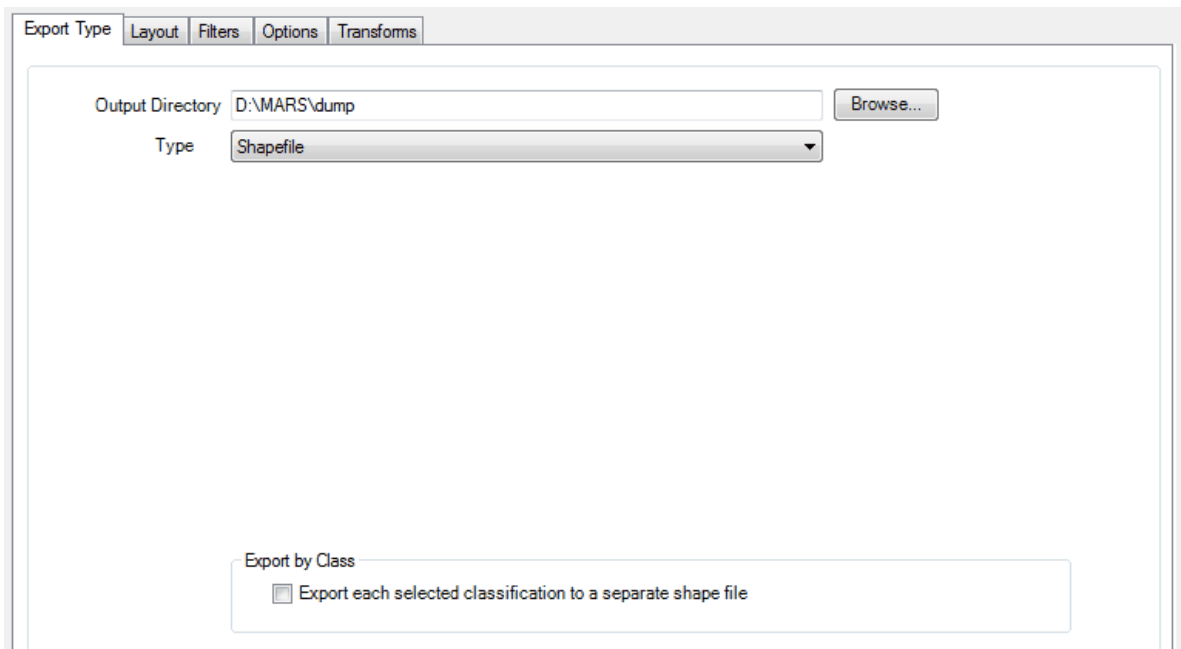 Export Type Layout Filters Options Transforms
Output Directory D:\MARS\dump Browse...
Type Shapefile
Export by Class
Export each selected classification to a separate shape file